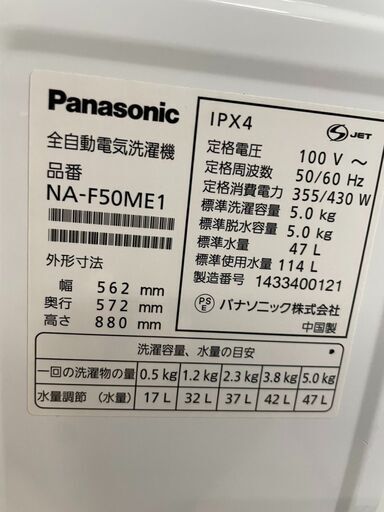 Panasonic
全自動電気洗濯機
品番
NA-F50ME1
外形寸法
幅 562 mm
奥行 572 mm
高さ 880 mm
IPX4
S JET
定格電圧 100 V ～
定格周波数 50/60 Hz
定格消費電力 355/430 W
標準洗濯容量 5.0 kg
標準脱水容量 5.0 kg
標準水量 47 L
標準使用水量 114 L
製造番号 1433400121
PS E パナソニック株式会社
中国製
洗濯容量、水量の目安
一回の洗濯物の量 0.5 kg 1.2 kg 2.3 kg 3.8 kg 5.0 kg
水量調節 （水量） 17 L 32 L 37 L 42 L 47 L